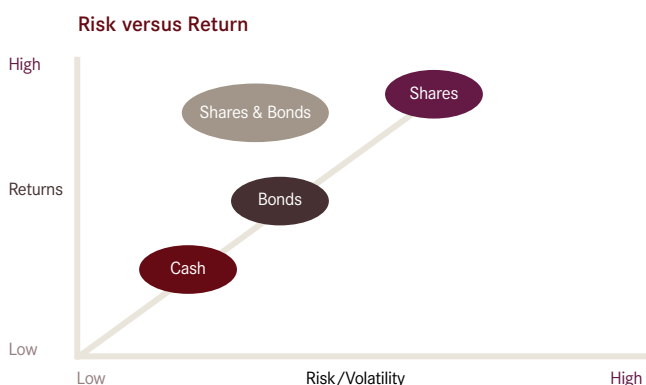 Risk versus Return
High
Shares
Shares & Bonds
Returns
Bonds
Cash
Low
Low
Risk/Volatility
High